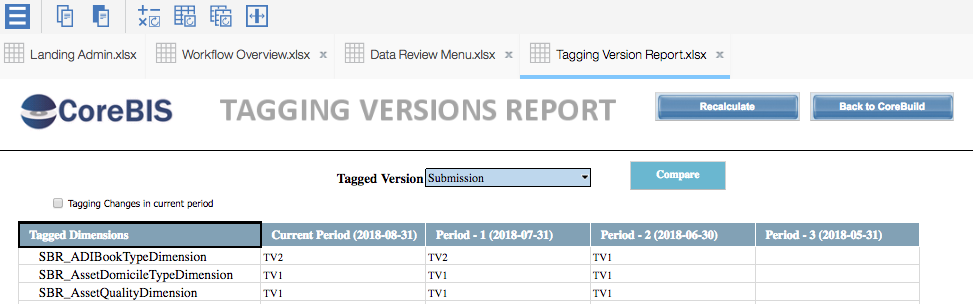 Landing Admin.xlsx Workflow Overview.xlsx x Data Review Menu.xlsx x Tagging Version Report.xlsx x
CoreBIS TAGGING VERSIONS REPORT Recalculate Back to CoreBuild
Tagged Version Submission Compare
Tagging Changes in current period
Tagged Dimensions Current Period (2018-08-31) Period - 1 (2018-07-31) Period - 2 (2018-06-30) Period - 3 (2018-05-31)
SBR_ADIBookTypeDimension TV2 TV2 TV1
SBR_AssetDomicileTypeDimension TV1 TV1 TV1
SBR_AssetQualityDimension TV1 TV1 TV1